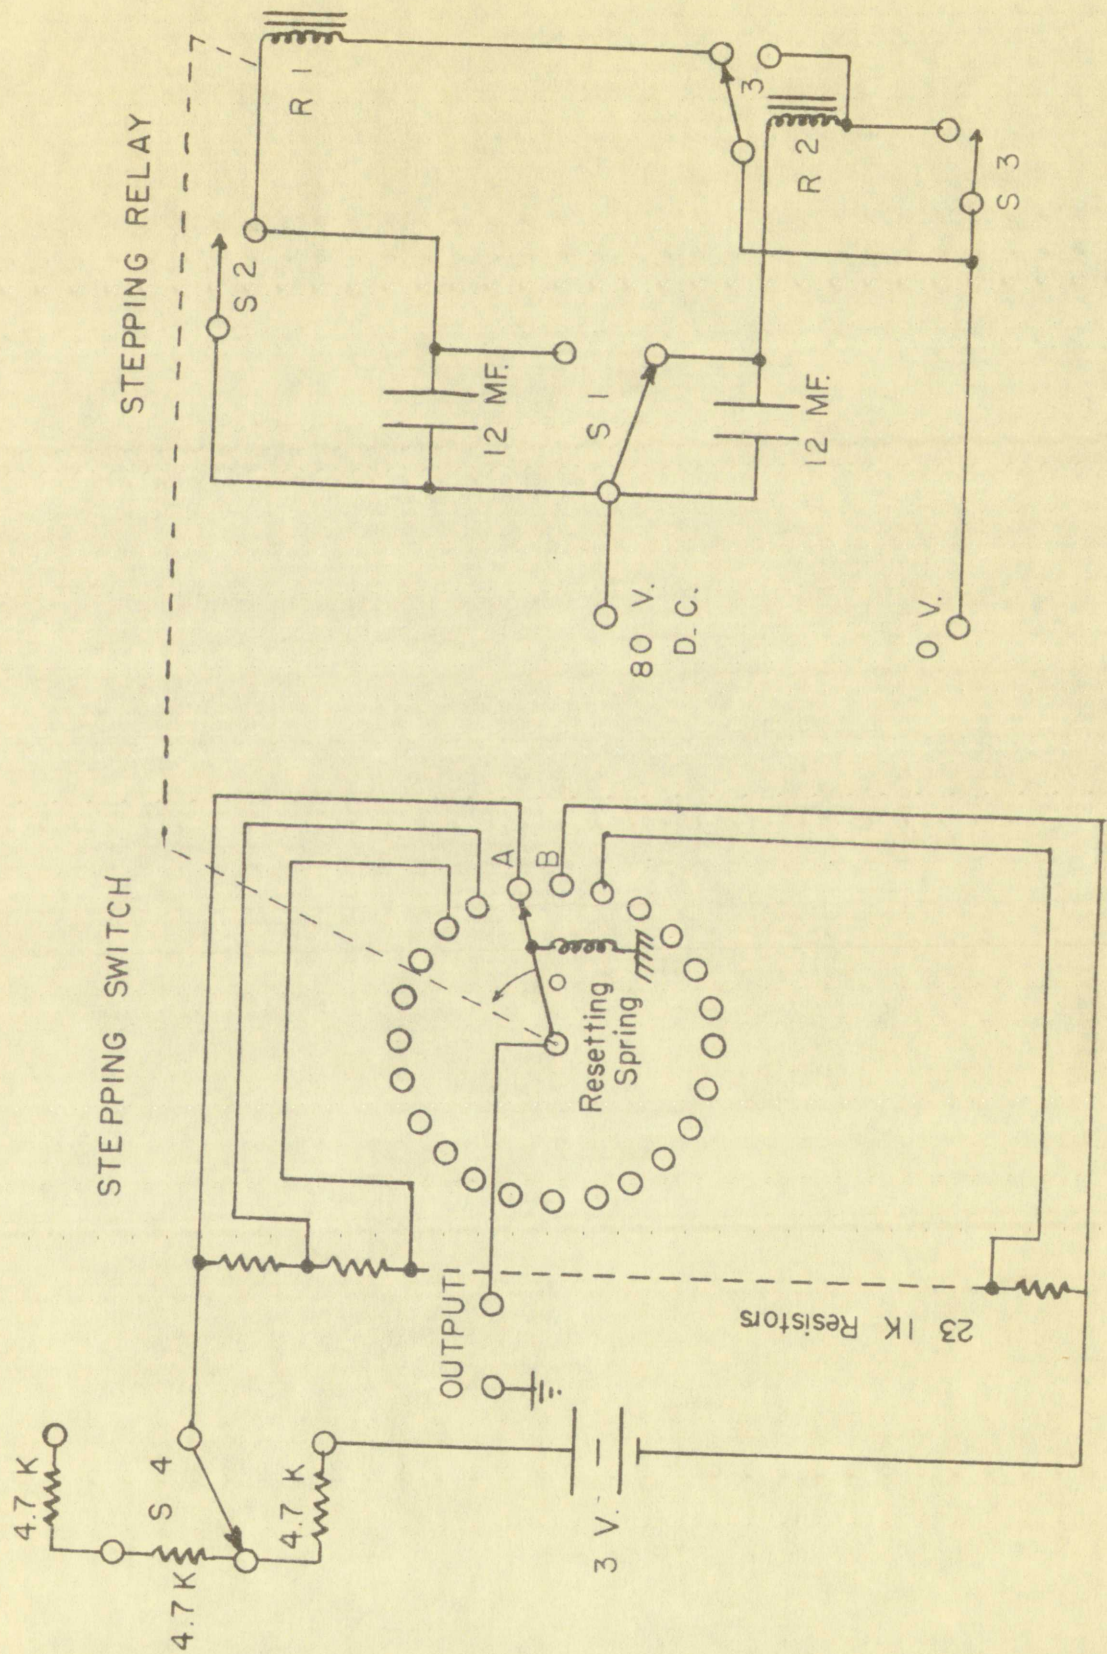 STEPPING SWITCH
STEPPING RELAY
4.7 K
4.7 K
S 4
4.7 K
3 V.
OUTPUT
23 1K Resistors
A
B
Resetting
Spring
80 V.
D.C.
0 V.
S 2
12 MF.
S 1
12 MF.
R 1
3
R 2
S 3